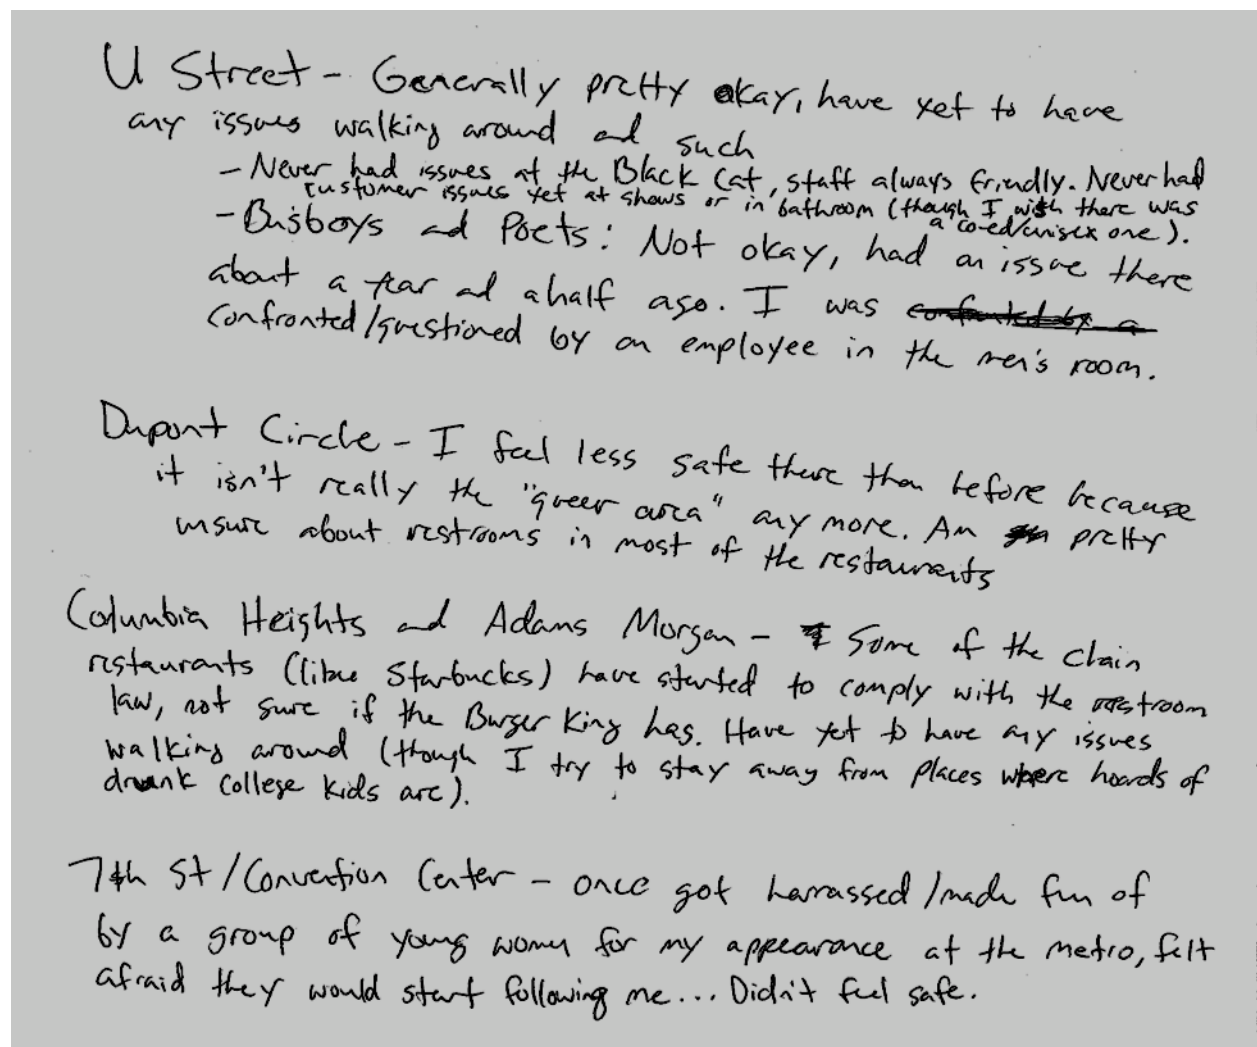 U Street - Generally pretty okay, have yet to have
any issues walking around and such
- Never had issues at the Black Cat, staff always friendly. Never had
customer issues yet at shows or in bathroom (though I wish there was
a co-ed/unisex one).
- Busboys and Poets: Not okay, had an issue there
about a year and a half ago. I was confronted by a
confronted/questioned by an employee in the men's room.
Dupont Circle - I feel less safe there than before because
it isn't really the "queer area" any more. Am pretty
unsure about restrooms in most of the restaurants
Columbia Heights and Adams Morgan - Some of the chain
restaurants (like Starbucks) have started to comply with the restroom
law, not sure if the Burger King has. Have yet to have any issues
walking around (though I try to stay away from places where hoards of
drunk college kids are).
7th St/Convention Center - once got harrassed/made fun of
by a group of young women for my appearance at the metro, felt
afraid they would start following me... Didn't feel safe.